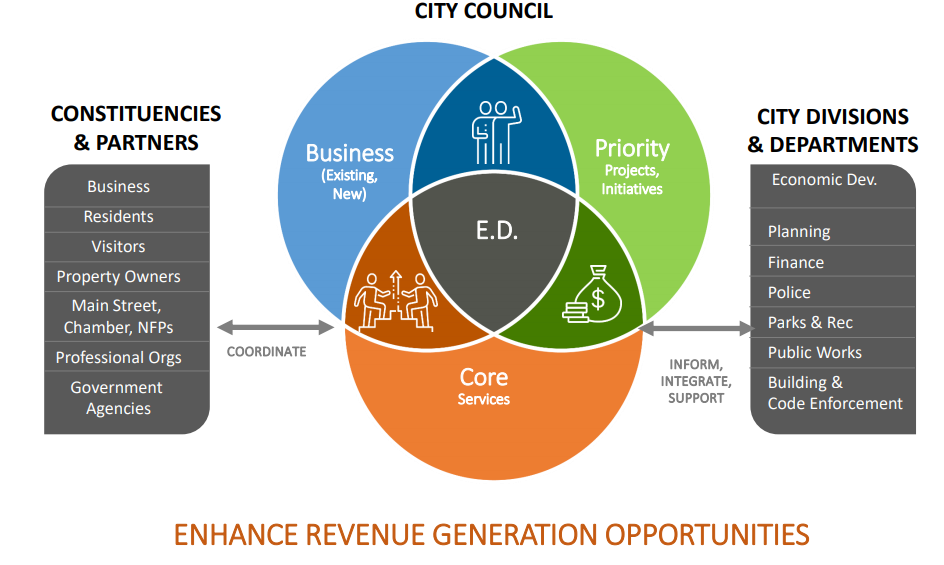 CITY COUNCIL
CONSTITUENCIES
& PARTNERS
Business
Residents
Visitors
Property Owners
Main Street,
Chamber, NFPs
Professional Orgs
Government
Agencies
COORDINATE
Business
(Existing,
New)
Priority
Projects,
Initiatives
E.D.
$
Core
Services
INFORM,
INTEGRATE,
SUPPORT
CITY DIVISIONS
& DEPARTMENTS
Economic Dev.
Planning
Finance
Police
Parks & Rec
Public Works
Building &
Code Enforcement
ENHANCE REVENUE GENERATION OPPORTUNITIES